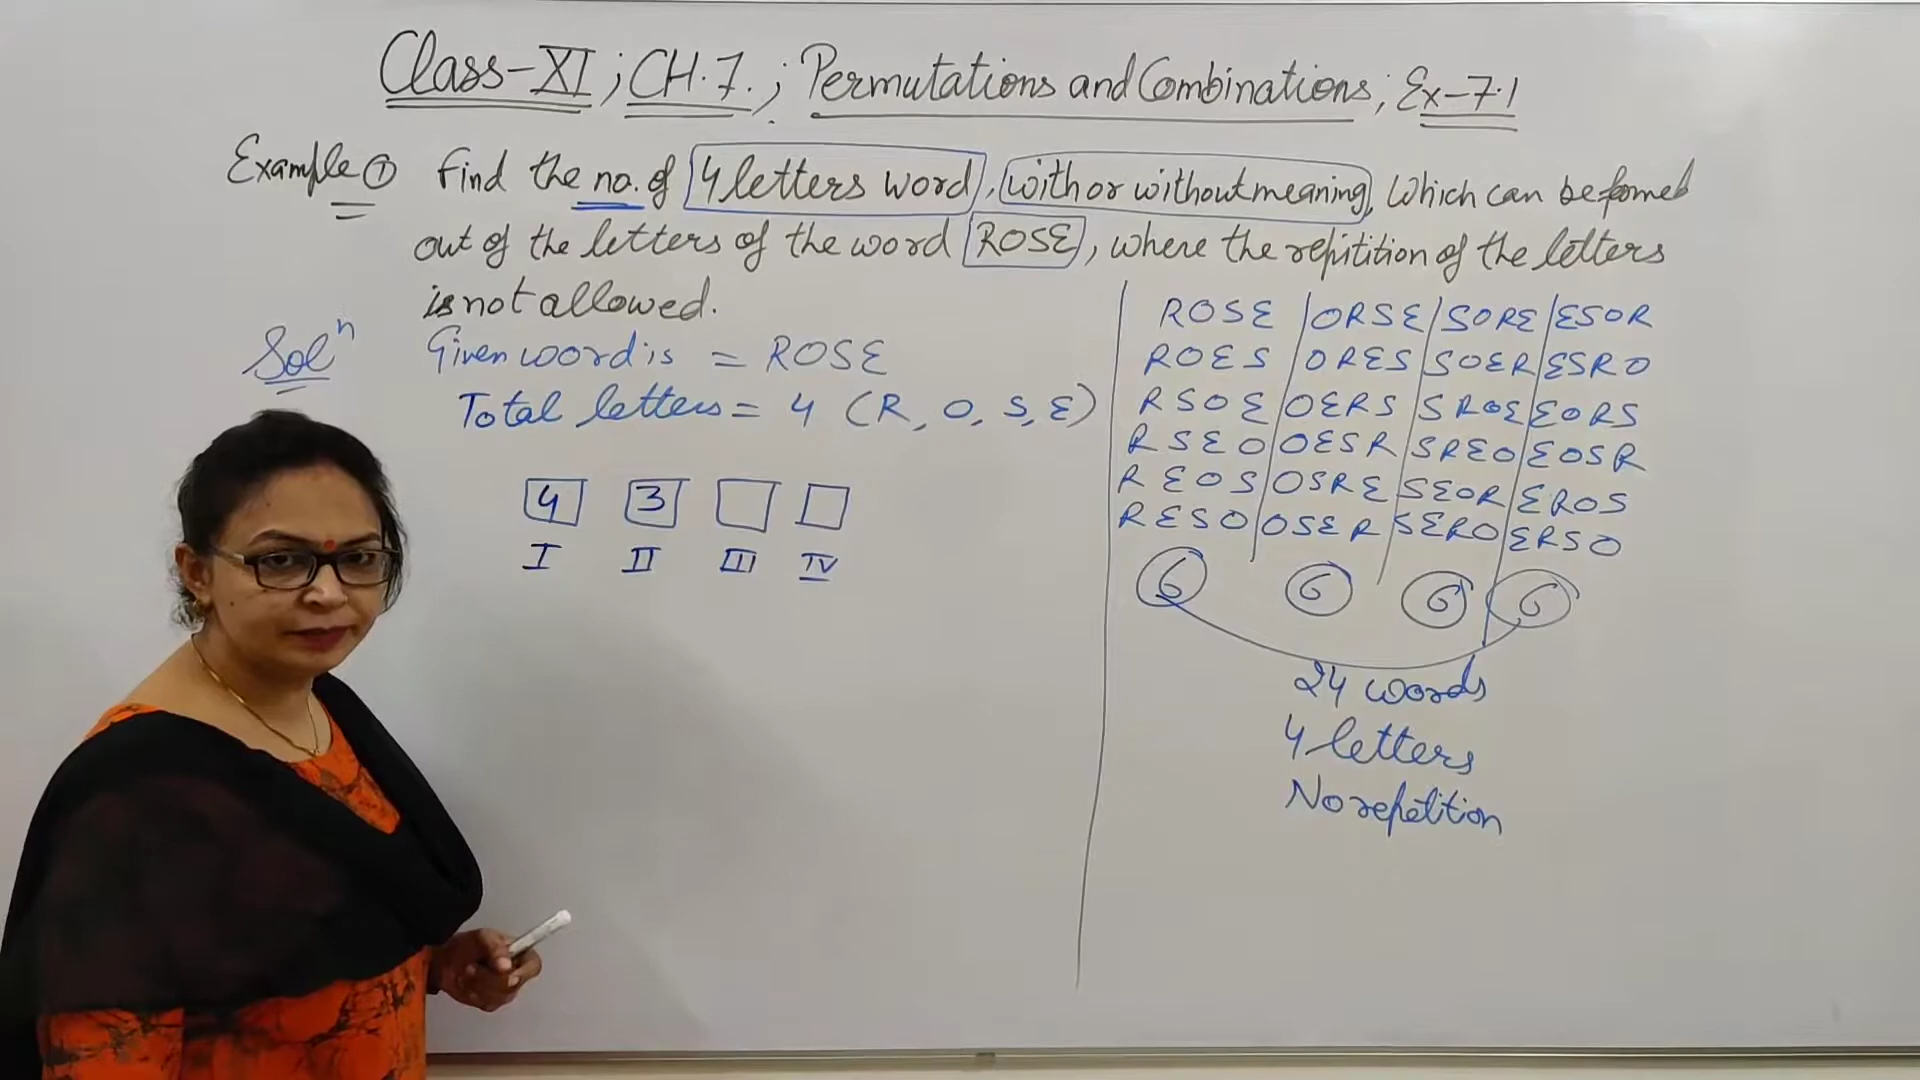 Class-XI ; CH.7. ; Permutations and Combinations ; Ex-7.1
Example ① Find the no. of 4 letters word, with or without meaning, which can be formed
out of the letters of the word ROSE, where the repitition of the letters
is not allowed.
Solⁿ Given word is = ROSE
Total letters = 4 (R, O, S, E)
4 3
I II III IV
ROSE ORSE SORE ESOR
ROES ORES SOER ESRO
RSOE OERS SROE EORS
RSEO OESR SREO EOSR
REOS OSRE SEOR EROS
RESO OSER SERO ERSO
6 6 6 6
24 words
4 letters
No repetition